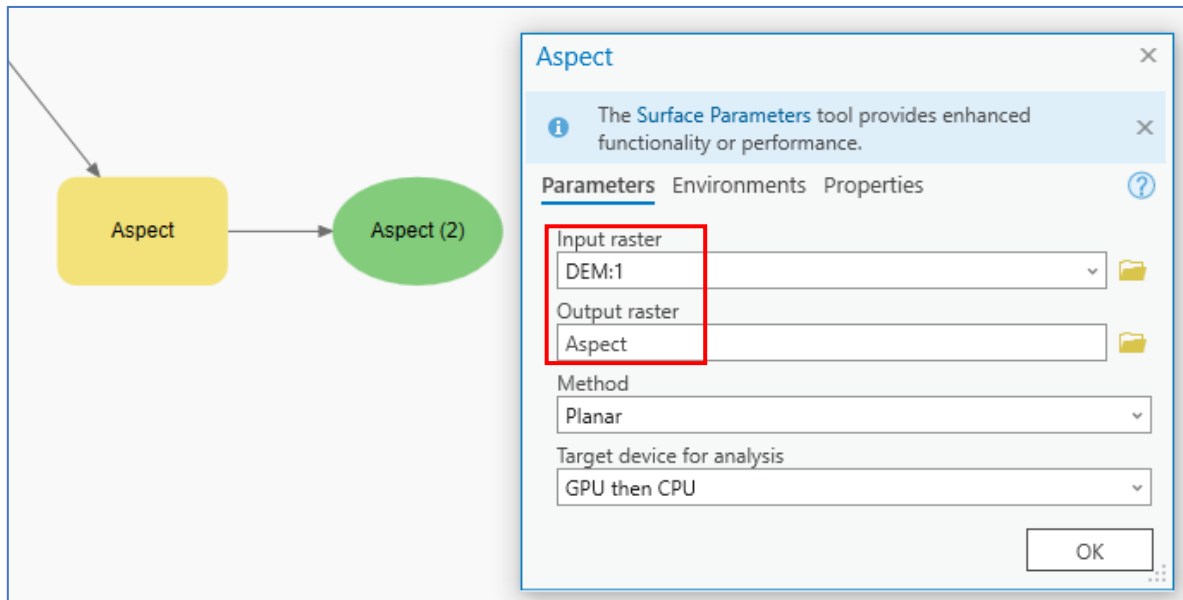 Aspect
Aspect (2)
Aspect
The Surface Parameters tool provides enhanced
functionality or performance.
Parameters Environments Properties
Input raster
DEM:1
Output raster
Aspect
Method
Planar
Target device for analysis
GPU then CPU
OK